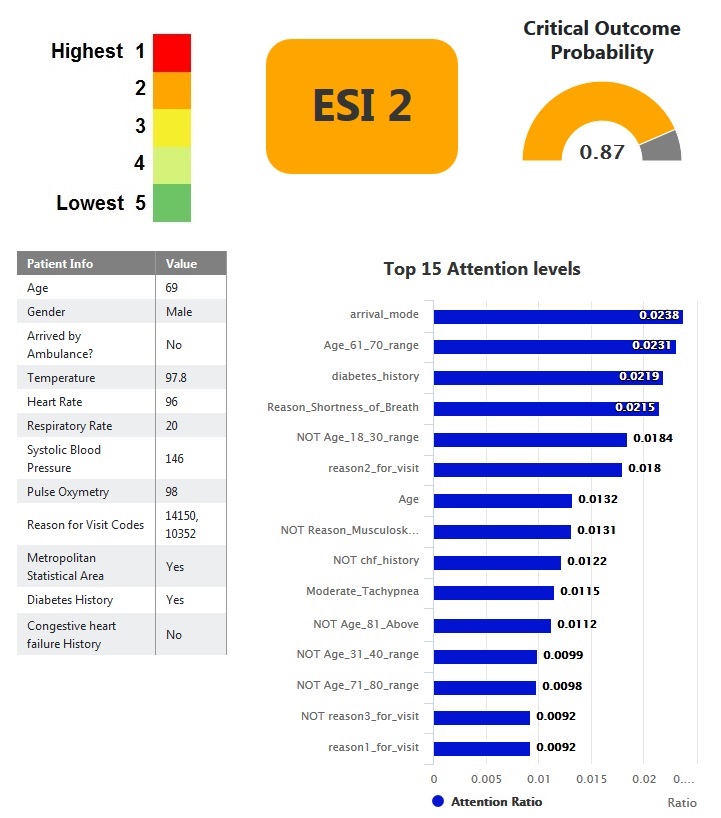 Highest 1
2
3
4
Lowest 5
ESI 2
Critical Outcome
Probability
0.87
Patient Info Value
Age 69
Gender Male
Arrived by
Ambulance? No
Temperature 97.8
Heart Rate 96
Respiratory Rate 20
Systolic Blood
Pressure 146
Pulse Oxymetry 98
Reason for Visit Codes 14150,
10352
Metropolitan
Statistical Area Yes
Diabetes History Yes
Congestive heart
failure History No
Top 15 Attention levels
arrival_mode 0.0238
Age_61_70_range 0.0231
diabetes_history 0.0219
Reason_Shortness_of_Breath 0.0215
NOT Age_18_30_range 0.0184
reason2_for_visit 0.018
Age 0.0132
NOT Reason_Musculosk... 0.0131
NOT chf_history 0.0122
Moderate_Tachypnea 0.0115
NOT Age_81_Above 0.0112
NOT Age_31_40_range 0.0099
NOT Age_71_80_range 0.0098
NOT reason3_for_visit 0.0092
reason1_for_visit 0.0092
0 0.005 0.01 0.015 0.02 0....
Attention Ratio
Ratio